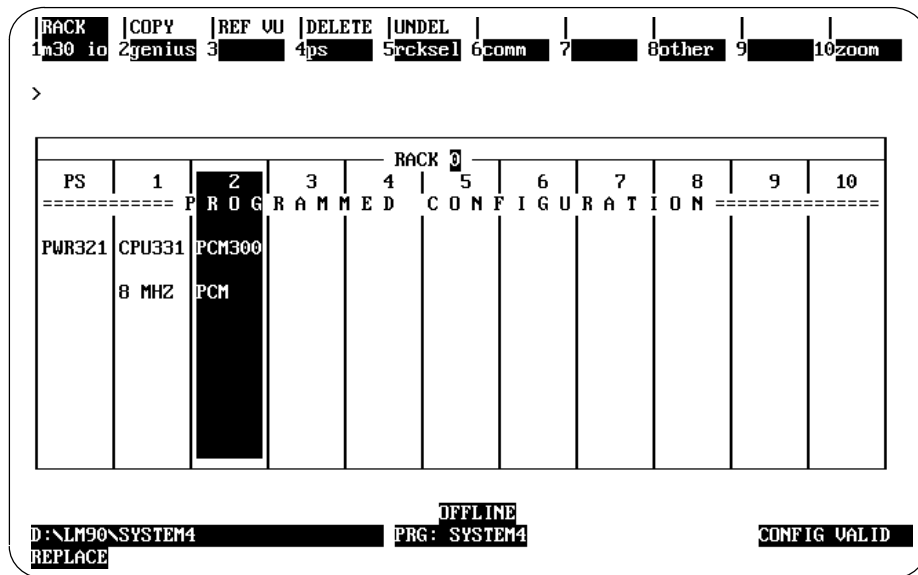 |RACK |COPY |REF VU |DELETE |UNDEL | | | | |
1m30 io 2genius 3 4ps 5rcksel 6comm 7 8other 9 10zoom
>
RACK 0
PS | 1 | 2 | 3 | 4 | 5 | 6 | 7 | 8 | 9 | 10
============ P R O G R A M M E D C O N F I G U R A T I O N ================
PWR321 CPU331 PCM300
8 MHZ PCM
OFFLINE
D:\LM90\SYSTEM4 PRG: SYSTEM4 CONFIG VALID
REPLACE